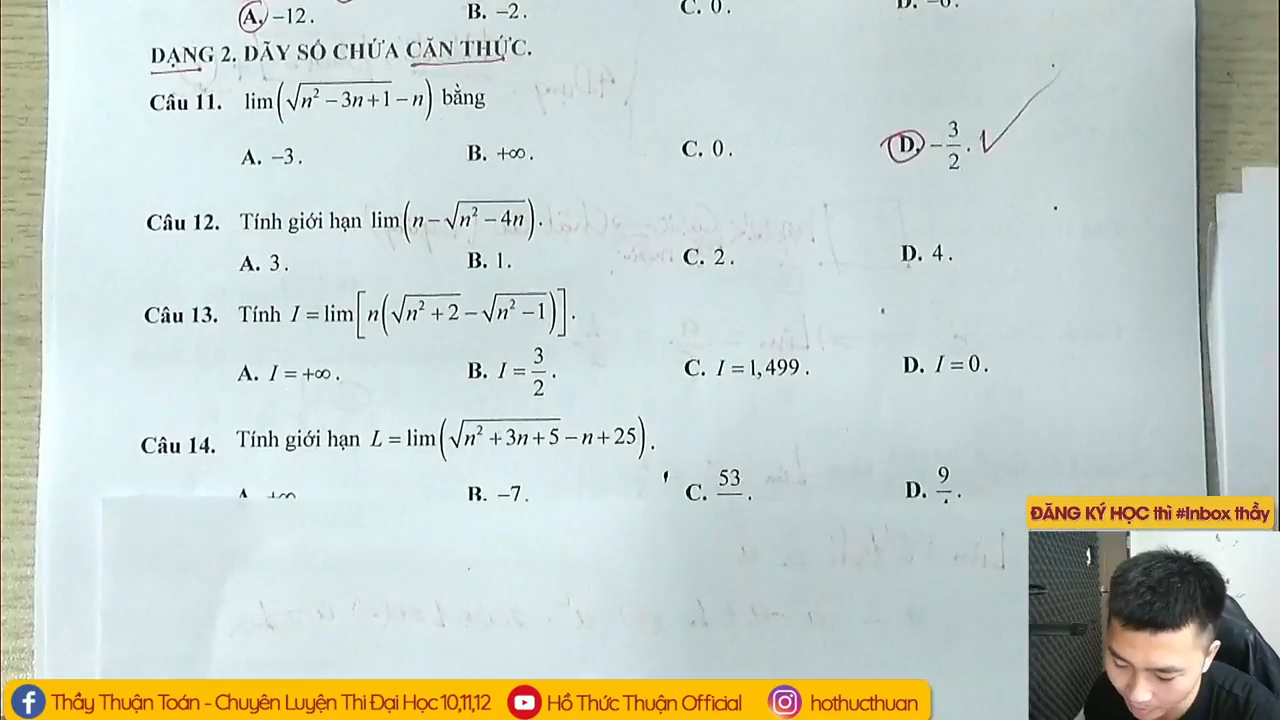 A. −12. B. −2. C. 0. D. −6.
DẠNG 2. DÃY SỐ CHỨA CĂN THỨC.
Câu 11. lim(√(n² − 3n + 1) − n) bằng
A. −3. B. +∞. C. 0. D. −3/2.
Câu 12. Tính giới hạn lim(n − √(n² − 4n)).
A. 3. B. 1. C. 2. D. 4.
Câu 13. Tính I = lim[n(√(n² + 2) − √(n² − 1))].
A. I = +∞. B. I = 3/2. C. I = 1,499. D. I = 0.
Câu 14. Tính giới hạn L = lim(√(n² + 3n + 5) − n + 25).
A. +∞ B. −7. C. 53 . D. 9 .
ĐĂNG KÝ HỌC thì #Inbox thầy
Thầy Thuận Toán - Chuyên Luyện Thi Đại Học 10,11,12 Hồ Thức Thuận Official hothucthuan